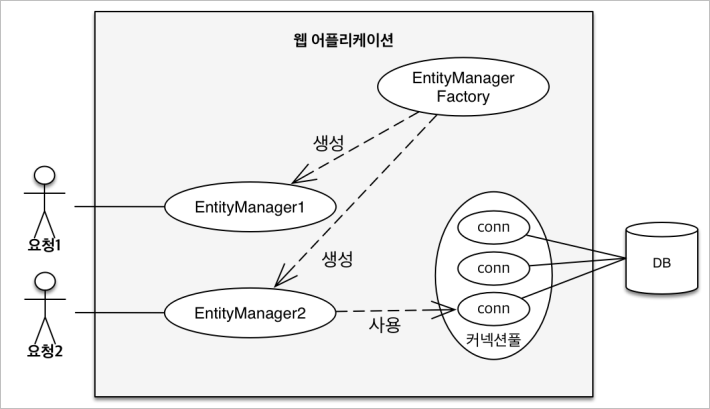 웹 어플리케이션
EntityManager
Factory
생성
요청1
EntityManager1
conn
생성
conn
DB
요청2
EntityManager2
사용
conn
커넥션풀